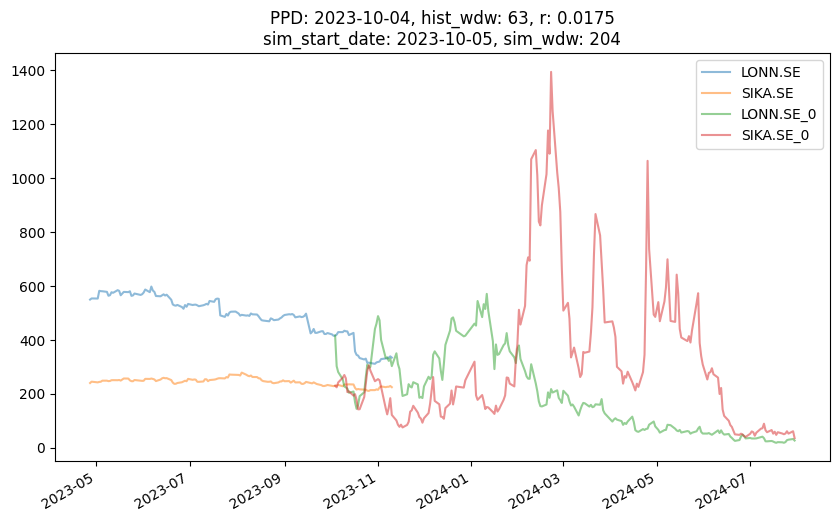 PPD: 2023-10-04, hist_wdw: 63, r: 0.0175
sim_start_date: 2023-10-05, sim_wdw: 204
1400
1200
1000
800
600
400
200
0
LONN.SE
SIKA.SE
LONN.SE_0
SIKA.SE_0
2023-05
2023-07
2023-09
2023-11
2024-01
2024-03
2024-05
2024-07